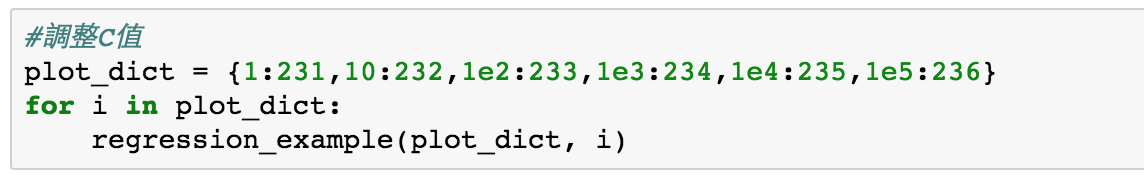 #調整C值
plot_dict = {1:231,10:232,1e2:233,1e3:234,1e4:235,1e5:236}
for i in plot_dict:
    regression_example(plot_dict, i)